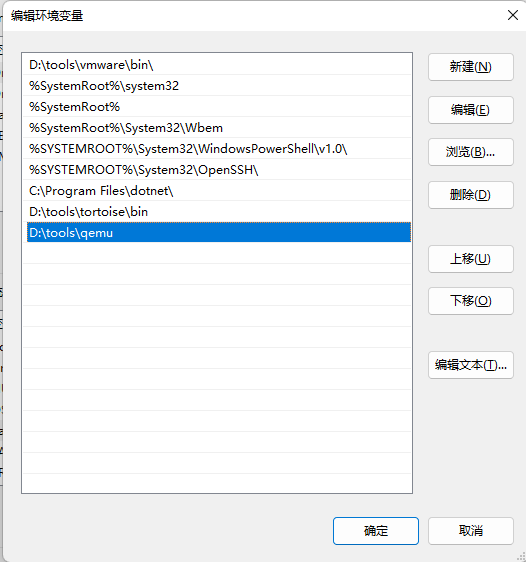 编辑环境变量
D:\tools\vmware\bin\
%SystemRoot%\system32
%SystemRoot%
%SystemRoot%\System32\Wbem
%SYSTEMROOT%\System32\WindowsPowerShell\v1.0\
%SYSTEMROOT%\System32\OpenSSH\
C:\Program Files\dotnet\
D:\tools\tortoise\bin
D:\tools\qemu
新建(N)
编辑(E)
浏览(B)...
删除(D)
上移(U)
下移(O)
编辑文本(T)...
确定
取消